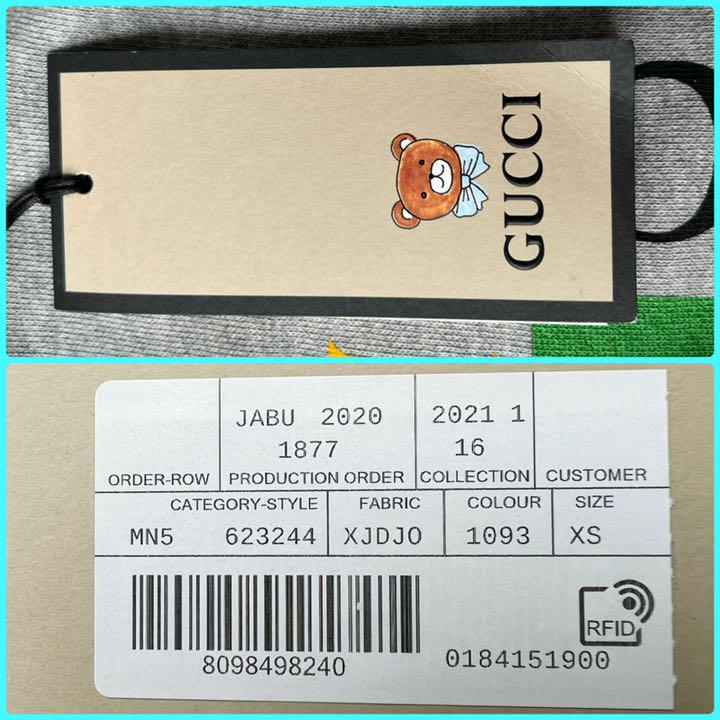 GUCCI
JABU 2020
2021 1
1877
16
ORDER-ROW
PRODUCTION ORDER
COLLECTION
CUSTOMER
CATEGORY-STYLE
FABRIC
COLOUR
SIZE
MN5
623244
XJDJO
1093
XS
RFID
8098498240
0184151900